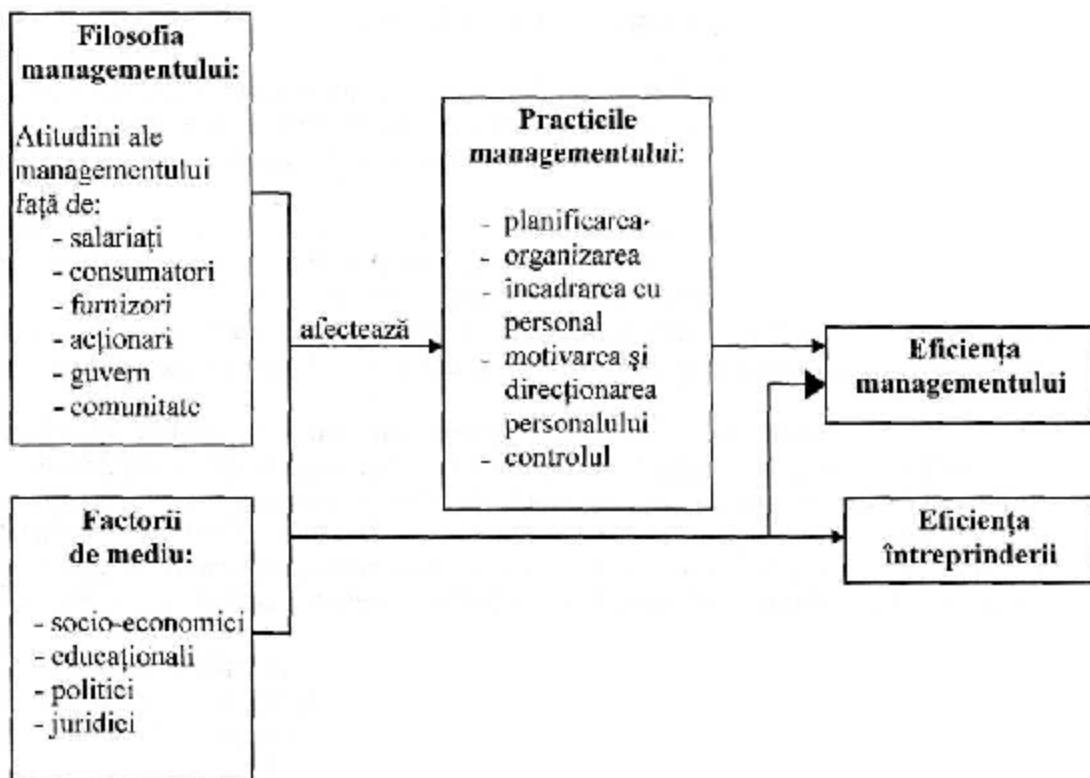 Filosofia
managementului:
Atitudini ale
managementului
față de:
- salariați
- consumatori
- furnizori
- acționari
- guvern
- comunitate
afectează
Practicile
managementului:
- planificarea-
- organizarea
- incadrarea cu
personal
- motivarea și
direcționarea
personalului
- controlul
Eficiența
managementului
Factorii
de mediu:
- socio-economici
- educaționali
- politici
- juridici
Eficiența
întreprinderii